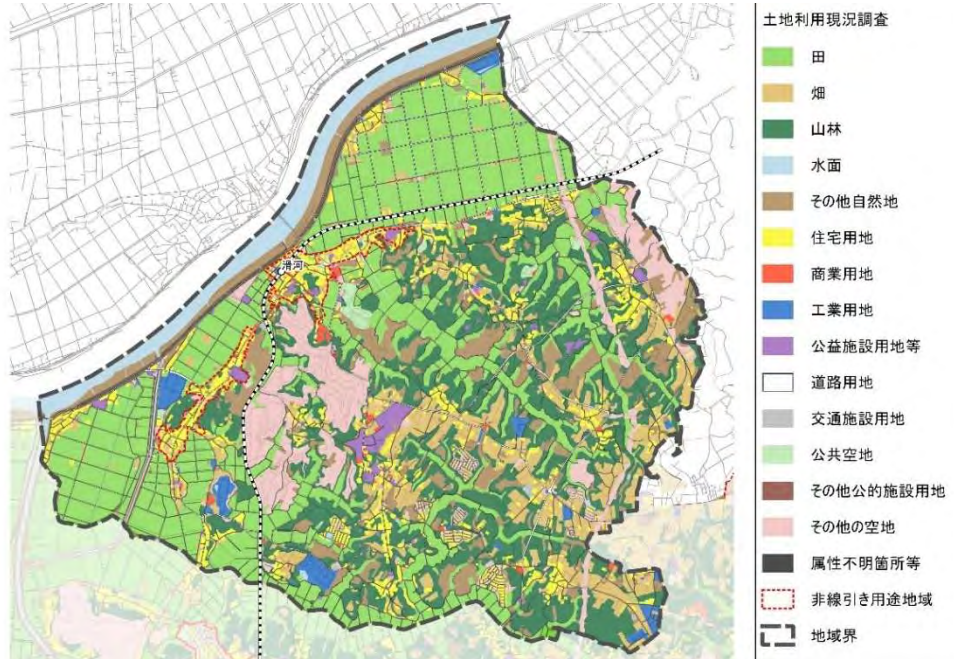 土地利用現況調査
田
畑
山林
水面
その他自然地
住宅用地
商業用地
工業用地
公益施設用地等
道路用地
交通施設用地
公共空地
その他公的施設用地
その他の空地
属性不明箇所等
非線引き用途地域
地域界
滑河